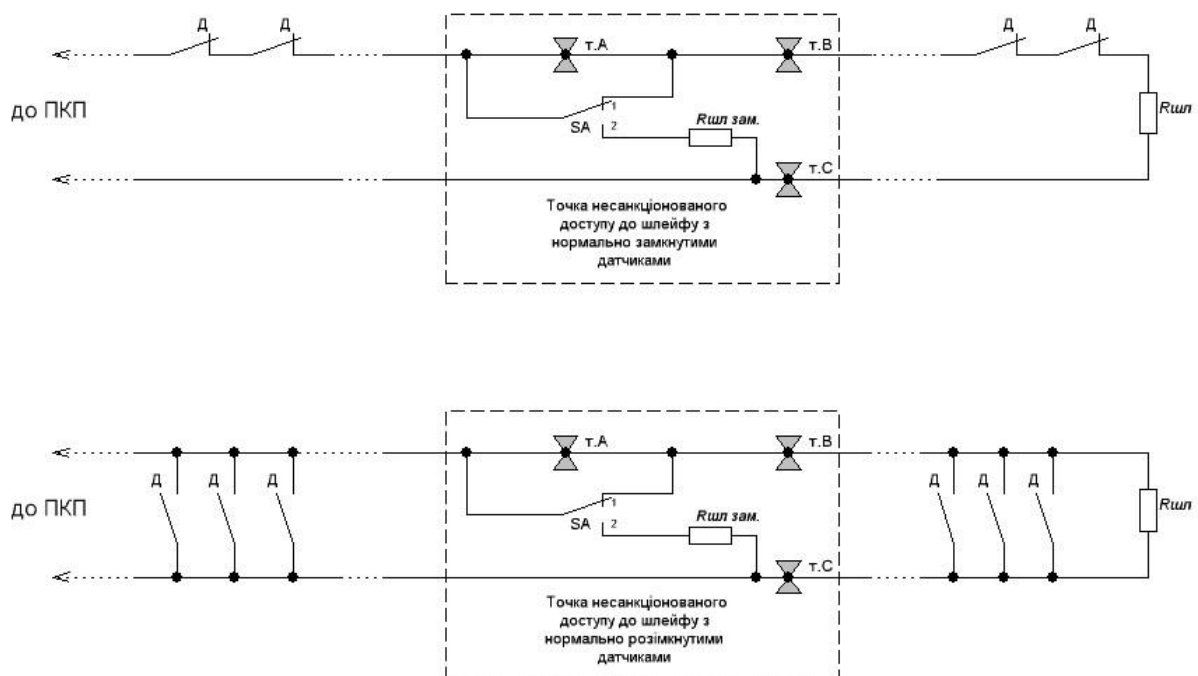 Д
Д
т.А
т.В
Д
Д
до ПКП
1
SA
2
Rшл зам.
Rшл
т.С
Точка несанкціонованого
доступу до шлейфу з
нормально замкнутими
датчиками
т.А
т.В
Д
Д
Д
Д
Д
Д
до ПКП
1
SA
2
Rшл зам.
Rшл
т.С
Точка несанкціонованого
доступу до шлейфу з
нормально розімкнутими
датчиками